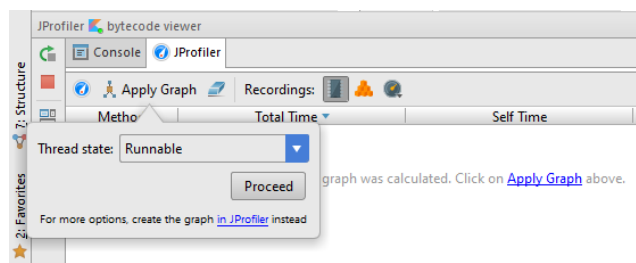 JProfiler bytecode viewer
Console JProfiler
Apply Graph Recordings:
Total Time Self Time
Thread state: Runnable
Proceed
graph was calculated. Click on Apply Graph above.
For more options, create the graph in JProfiler instead
7: Structure
2: Favorites